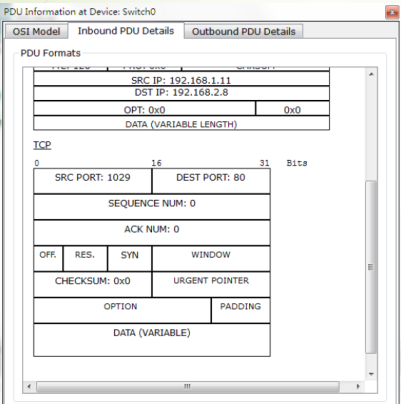 PDU Information at Device: Switch0
OSI Model Inbound PDU Details Outbound PDU Details
PDU Formats
SRC IP: 192.168.1.11
DST IP: 192.168.2.8
OPT: 0x0 0x0
DATA (VARIABLE LENGTH)
TCP
0 16 31 Bits
SRC PORT: 1029 DEST PORT: 80
SEQUENCE NUM: 0
ACK NUM: 0
OFF. RES. SYN WINDOW
CHECKSUM: 0x0 URGENT POINTER
OPTION PADDING
DATA (VARIABLE)